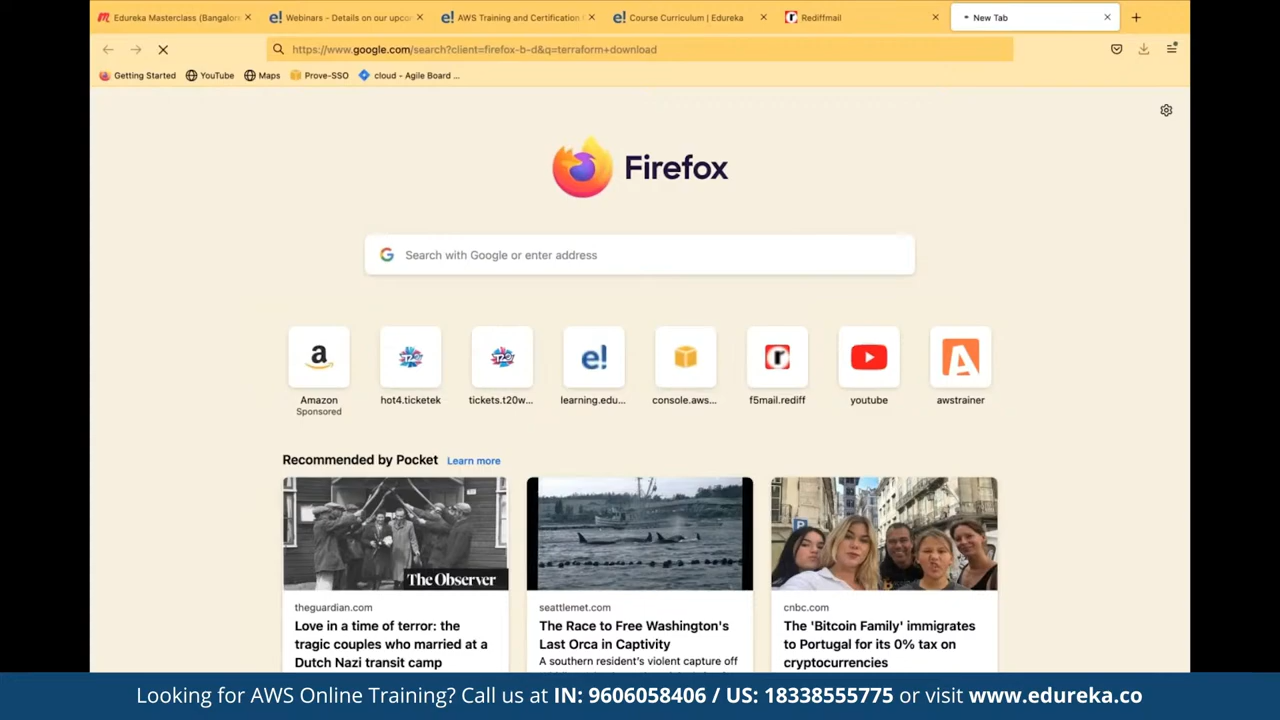 Edureka Masterclass (Bangalore
Webinars - Details on our upco
AWS Training and Certification
Course Curriculum | Edureka
Rediffmail
New Tab
https://www.google.com/search?client=firefox-b-d&q=terraform+download
Getting Started
YouTube
Maps
Prove-SSO
cloud - Agile Board ...
Firefox
Search with Google or enter address
Amazon
Sponsored
hot4.ticketek
tickets.t20w...
learning.edu...
console.aws...
f5mail.rediff
youtube
awstrainer
Recommended by Pocket Learn more
The Observer
theguardian.com
Love in a time of terror: the
tragic couples who married at a
Dutch Nazi transit camp
seattlemet.com
The Race to Free Washington's
Last Orca in Captivity
A southern resident's violent capture off
cnbc.com
The 'Bitcoin Family' immigrates
to Portugal for its 0% tax on
cryptocurrencies
Looking for AWS Online Training? Call us at IN: 9606058406 / US: 18338555775 or visit www.edureka.co